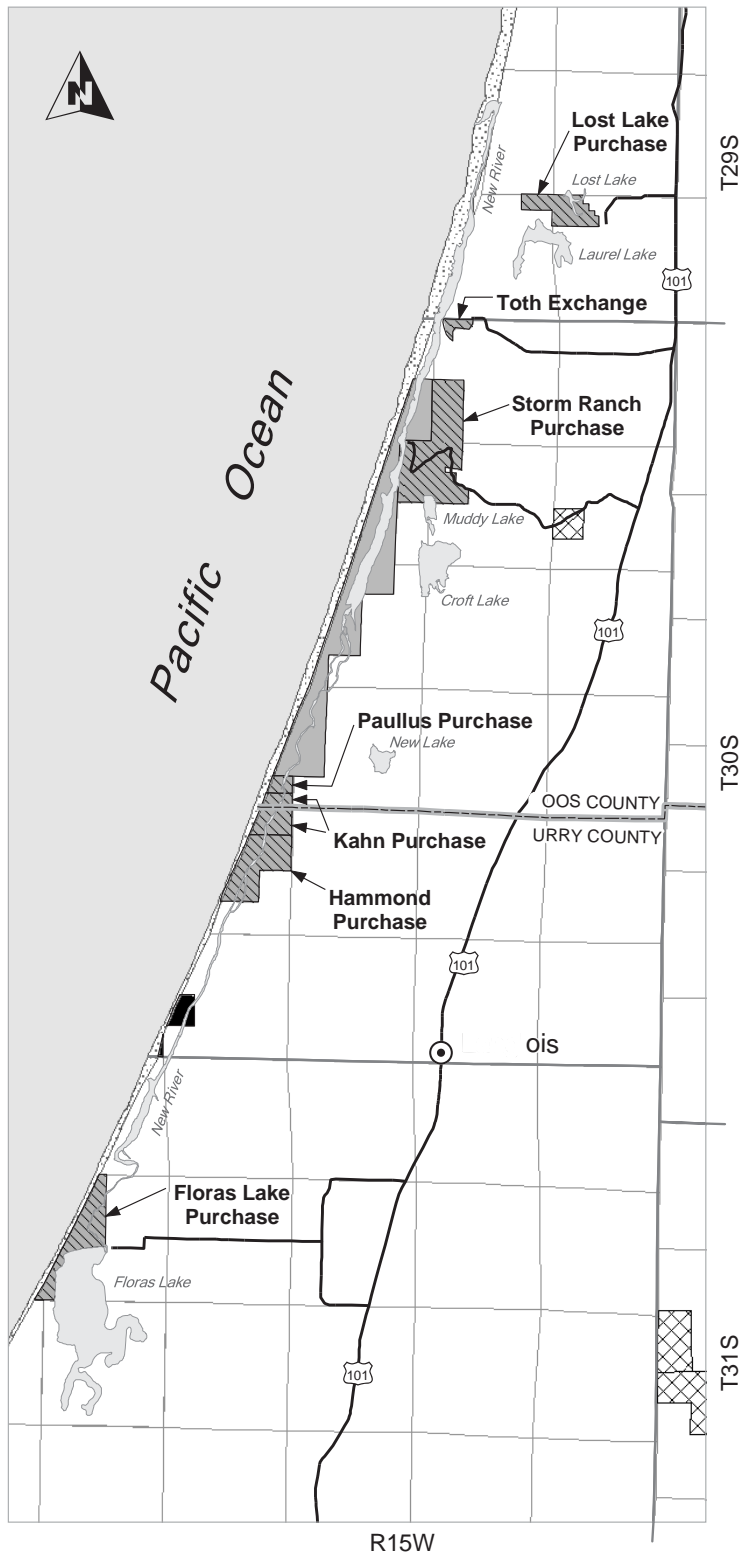 N
T29S
Lost Lake
Purchase
Lost Lake
New River
Laurel Lake
101
Toth Exchange
Storm Ranch
Purchase
Pacific Ocean
Muddy Lake
Croft Lake
101
Paullus Purchase
New Lake
T30S
OOS COUNTY
URRY COUNTY
Kahn Purchase
Hammond
Purchase
101
ois
New River
Floras Lake
Purchase
Floras Lake
T31S
101
R15W